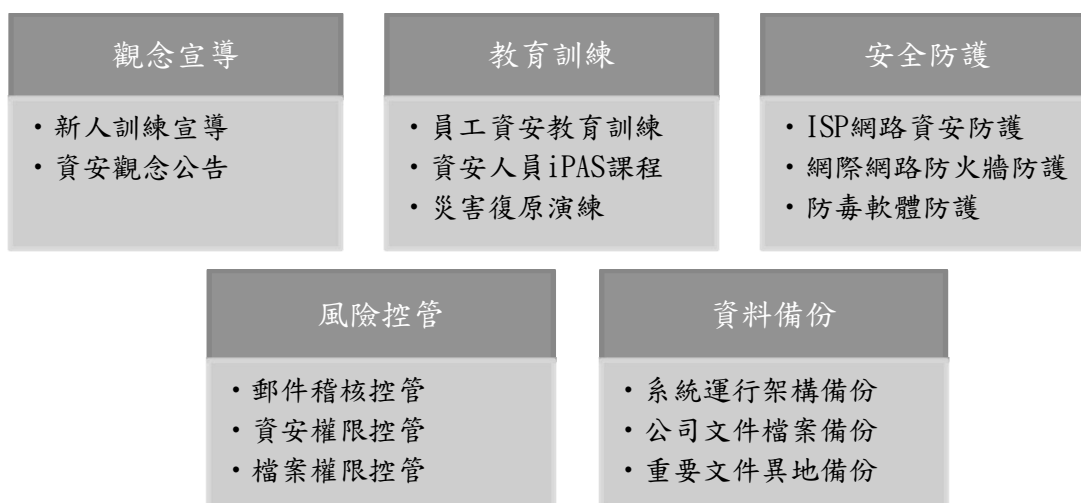 觀念宣導
・新人訓練宣導
・資安觀念公告
教育訓練
・員工資安教育訓練
・資安人員iPAS課程
・災害復原演練
安全防護
・ISP網路資安防護
・網際網路防火牆防護
・防毒軟體防護
風險控管
・郵件稽核控管
・資安權限控管
・檔案權限控管
資料備份
・系統運行架構備份
・公司文件檔案備份
・重要文件異地備份